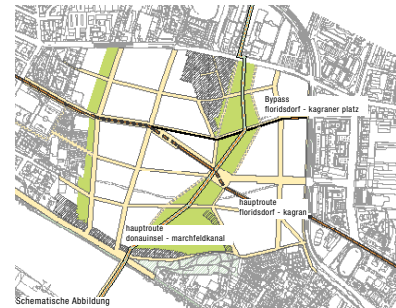 Bypass
floridsdorf - kagraner platz
hauptroute
floridsdorf - kagran
hauptroute
donauinsel - marchfeldkanal
Schematische Abbildung